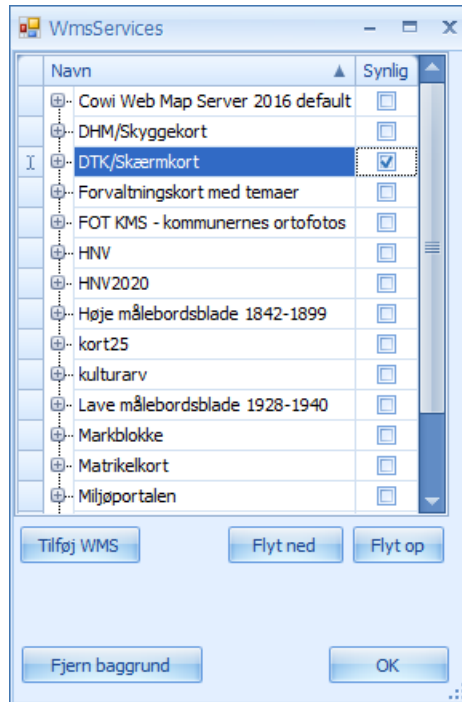 WmsServices
Navn Synlig
Cowi Web Map Server 2016 default
DHM/Skyggekort
DTK/Skærmkort
Forvaltningskort med temaer
FOT KMS - kommunernes ortofotos
HNV
HNV2020
Høje målebordsblade 1842-1899
kort25
kulturarv
Lave målebordsblade 1928-1940
Markblokke
Matrikelkort
Miljøportalen
Tilføj WMS Flyt ned Flyt op
Fjern baggrund OK